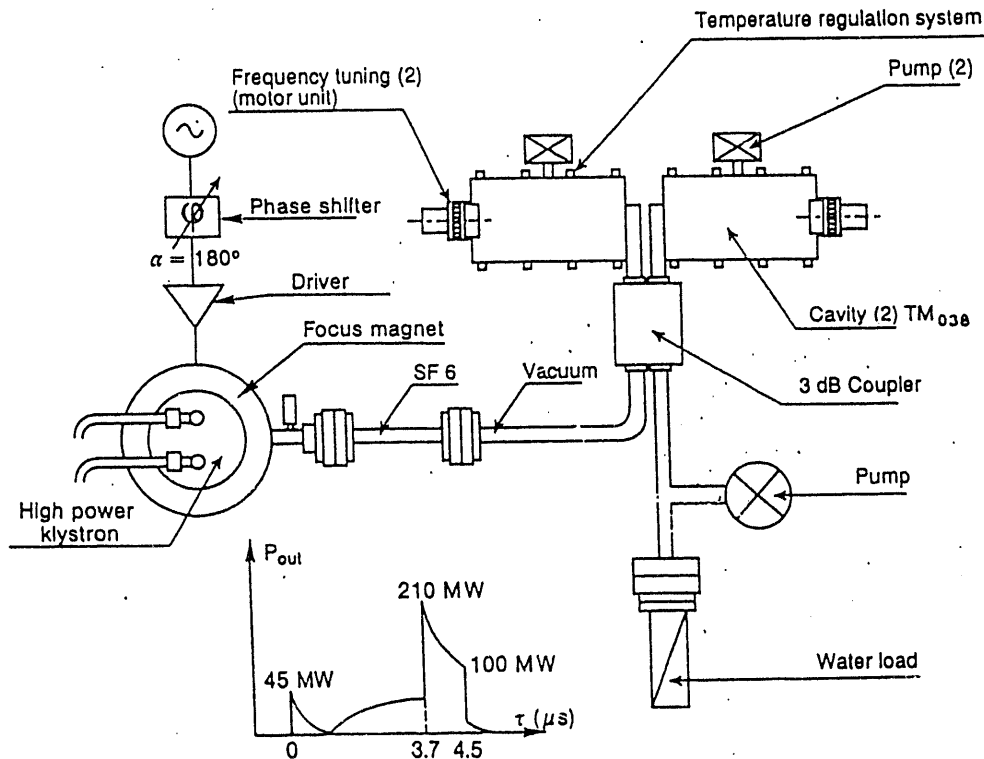 Temperature regulation system
Frequency tuning (2)
(motor unit)
Pump (2)
~
φ
Phase shifter
α = 180°
Driver
Cavity (2) TM038
Focus magnet
SF 6
Vacuum
3 dB Coupler
High power
klystron
Pump
Pout
210 MW
45 MW
100 MW
Water load
τ (μs)
0
3.7
4.5